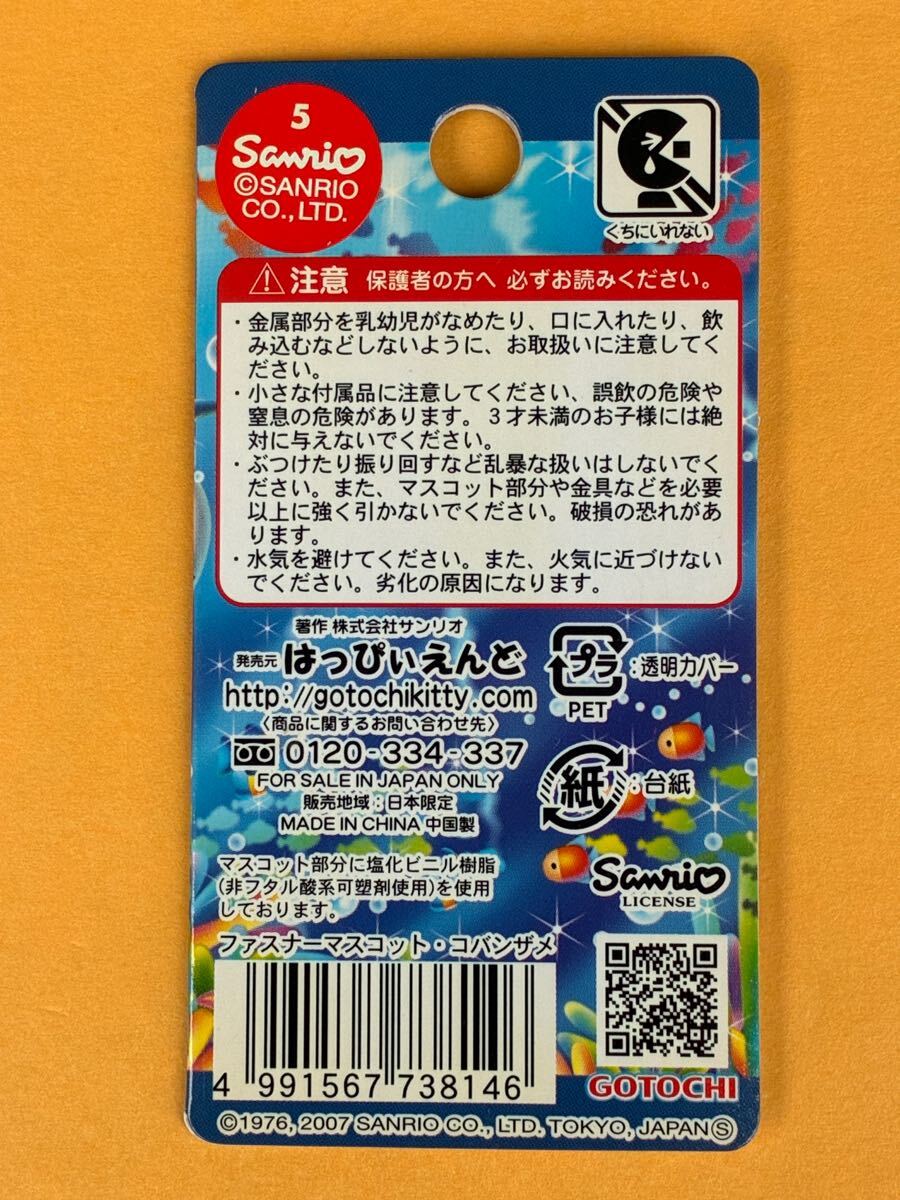 5
Sanrio
©SANRIO
CO.,LTD.
くちにいれない
注意 保護者の方へ 必ずお読みください。
・金属部分を乳幼児がなめたり、口に入れたり、飲
み込むなどしないように、お取扱いに注意してく
ださい。
・小さな付属品に注意してください、誤飲の危険や
窒息の危険があります。3才未満のお子様には絶
対に与えないでください。
・ぶつけたり振り回すなど乱暴な扱いはしないでく
ださい。また、マスコット部分や金具などを必要
以上に強く引かないでください。破損の恐れがあ
ります。
・水気を避けてください。また、火気に近づけない
でください。劣化の原因になります。
著作 株式会社サンリオ
発売元 はっぴぃえんど
http://gotochikitty.com
〈商品に関するお問い合わせ先〉
0120-334-337
FOR SALE IN JAPAN ONLY
販売地域：日本限定
MADE IN CHINA 中国製
プラ：透明カバー
PET
紙：台紙
マスコット部分に塩化ビニル樹脂
(非フタル酸系可塑剤使用)を使用
しております。
Sanrio
LICENSE
ファスナーマスコット・コバンザメ
4 991567 738146
GOTOCHI
©1976, 2007 SANRIO CO., LTD. TOKYO, JAPAN Ⓢ